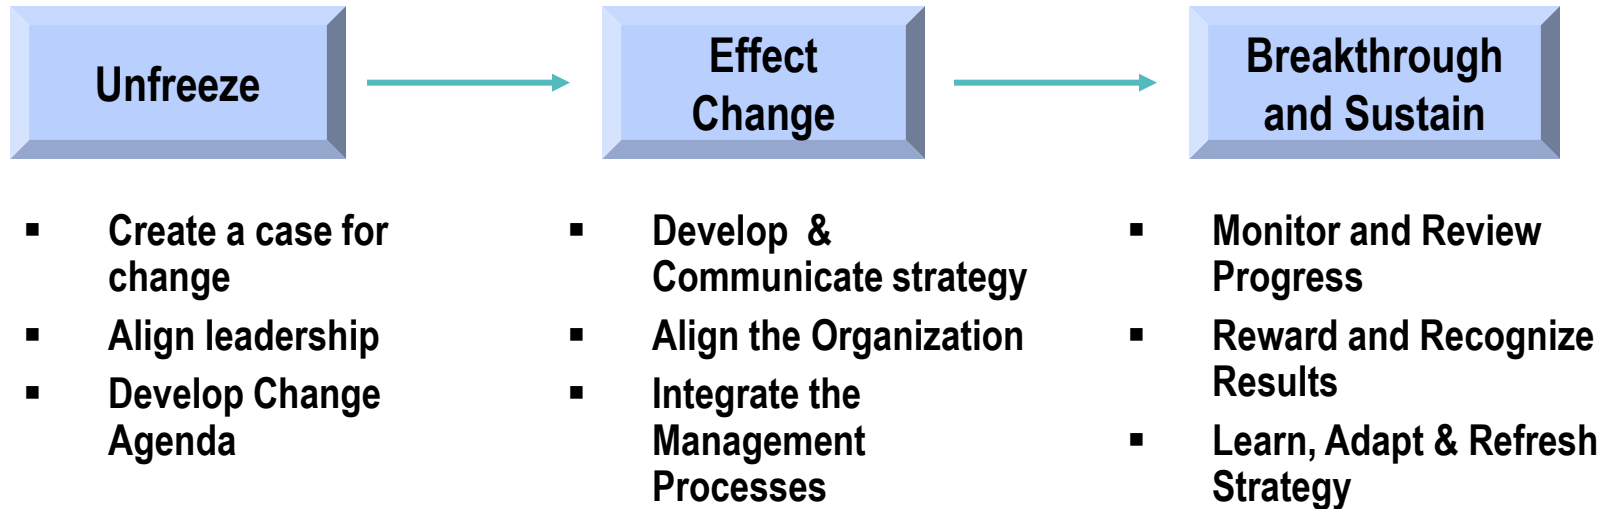 Unfreeze
Effect
Change
Breakthrough
and Sustain
▪ Create a case for
change
▪ Align leadership
▪ Develop Change
Agenda
▪ Develop & 
Communicate strategy
▪ Align the Organization
▪ Integrate the
Management
Processes
▪ Monitor and Review
Progress
▪ Reward and Recognize
Results
▪ Learn, Adapt & Refresh
Strategy